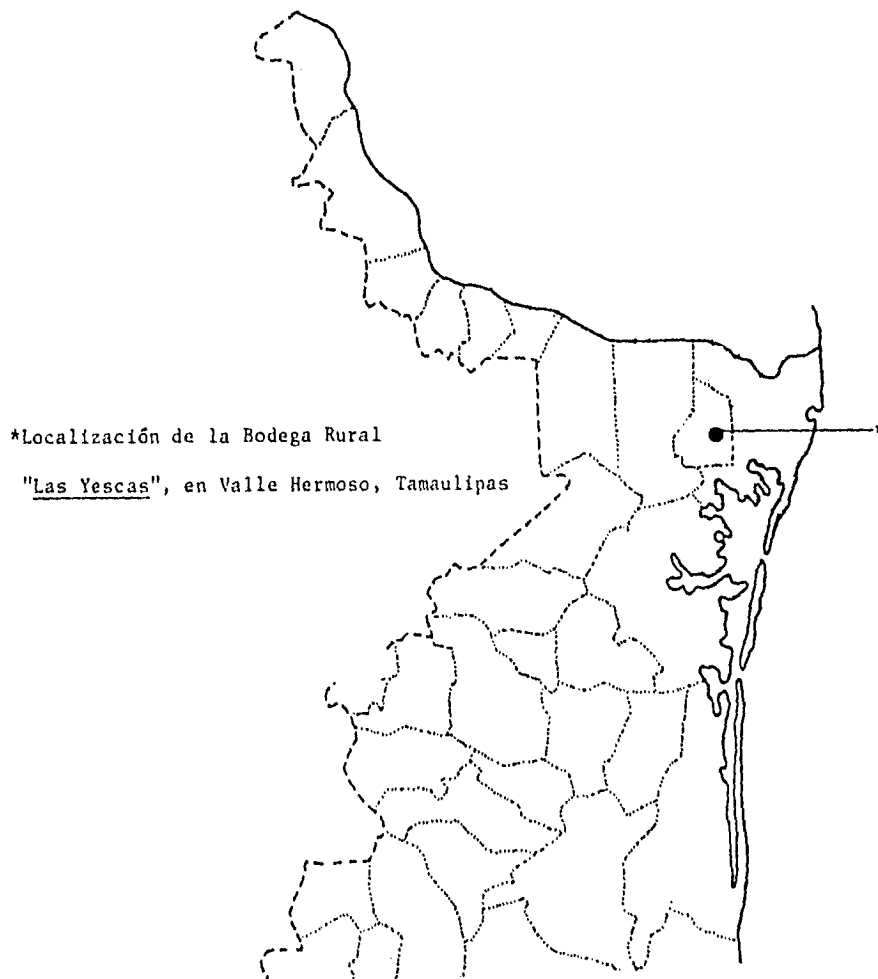 *Localización de la Bodega Rural
"Las Yescas", en Valle Hermoso, Tamaulipas